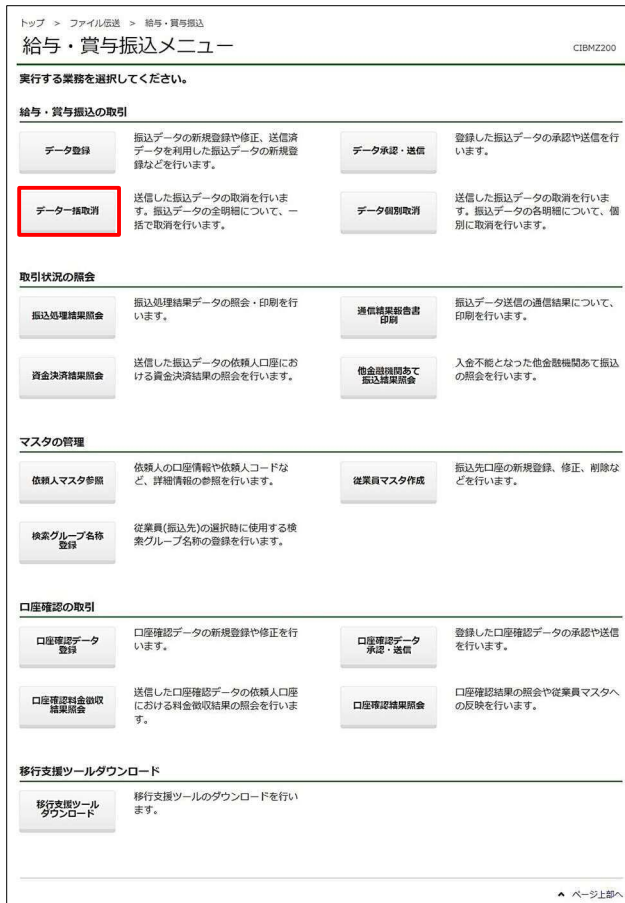 トップ > ファイル伝送 > 給与・賞与振込
給与・賞与振込メニュー
CIBMZ200
実行する業務を選択してください。
給与・賞与振込の取引
データ登録
振込データの新規登録や修正、送信済
データを利用した振込データの新規登
録などを行います。
データ承認・送信
登録した振込データの承認や送信を行
います。
データ一括取消
送信した振込データの取消を行いま
す。振込データの全明細について、一
括で取消を行います。
データ個別取消
送信した振込データの取消を行いま
す。振込データの各明細について、個
別に取消を行います。
取引状況の照会
振込処理結果照会
振込処理結果データの照会・印刷を行
います。
通信結果報告書
印刷
振込データ送信の通信結果について、
印刷を行います。
資金決済結果照会
送信した振込データの依頼人口座にお
ける資金決済結果の照会を行います。
他金融機関あて
振込結果照会
入金不能となった他金融機関あて振込
の照会を行います。
マスタの管理
依頼人マスタ参照
依頼人の口座情報や依頼人コードな
ど、詳細情報の参照を行います。
従業員マスタ作成
振込先口座の新規登録、修正、削除な
どを行います。
検索グループ名称
登録
従業員(振込先)の選択時に使用する検
索グループ名称の登録を行います。
口座確認の取引
口座確認データ
登録
口座確認データの新規登録や修正を行
います。
口座確認データ
承認・送信
登録した口座確認データの承認や送信
を行います。
口座確認料金徴収
結果照会
送信した口座確認データの依頼人口座
における料金徴収結果の照会を行いま
す。
口座確認結果照会
口座確認結果の照会や従業員マスタへ
の反映を行います。
移行支援ツールダウンロード
移行支援ツール
ダウンロード
移行支援ツールのダウンロードを行い
ます。
ページ上部へ